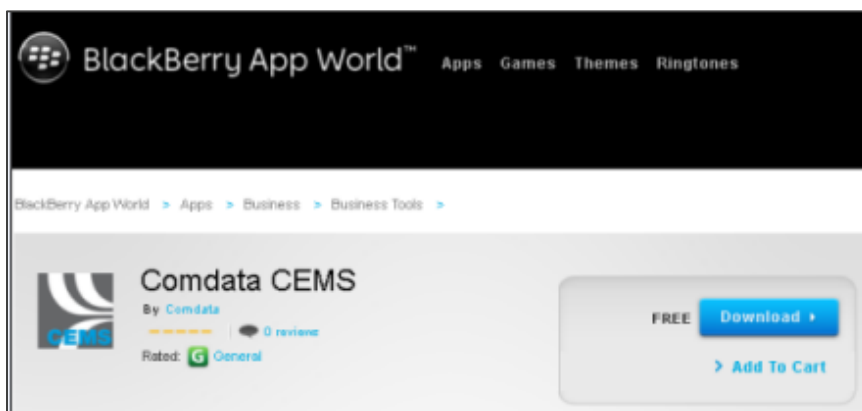 BlackBerry App World™ Apps Games Themes Ringtones
BlackBerry App World > Apps > Business > Business Tools >
Comdata CEMS
By Comdata
0 reviews
Rated: G General
CEMS
FREE Download
> Add To Cart